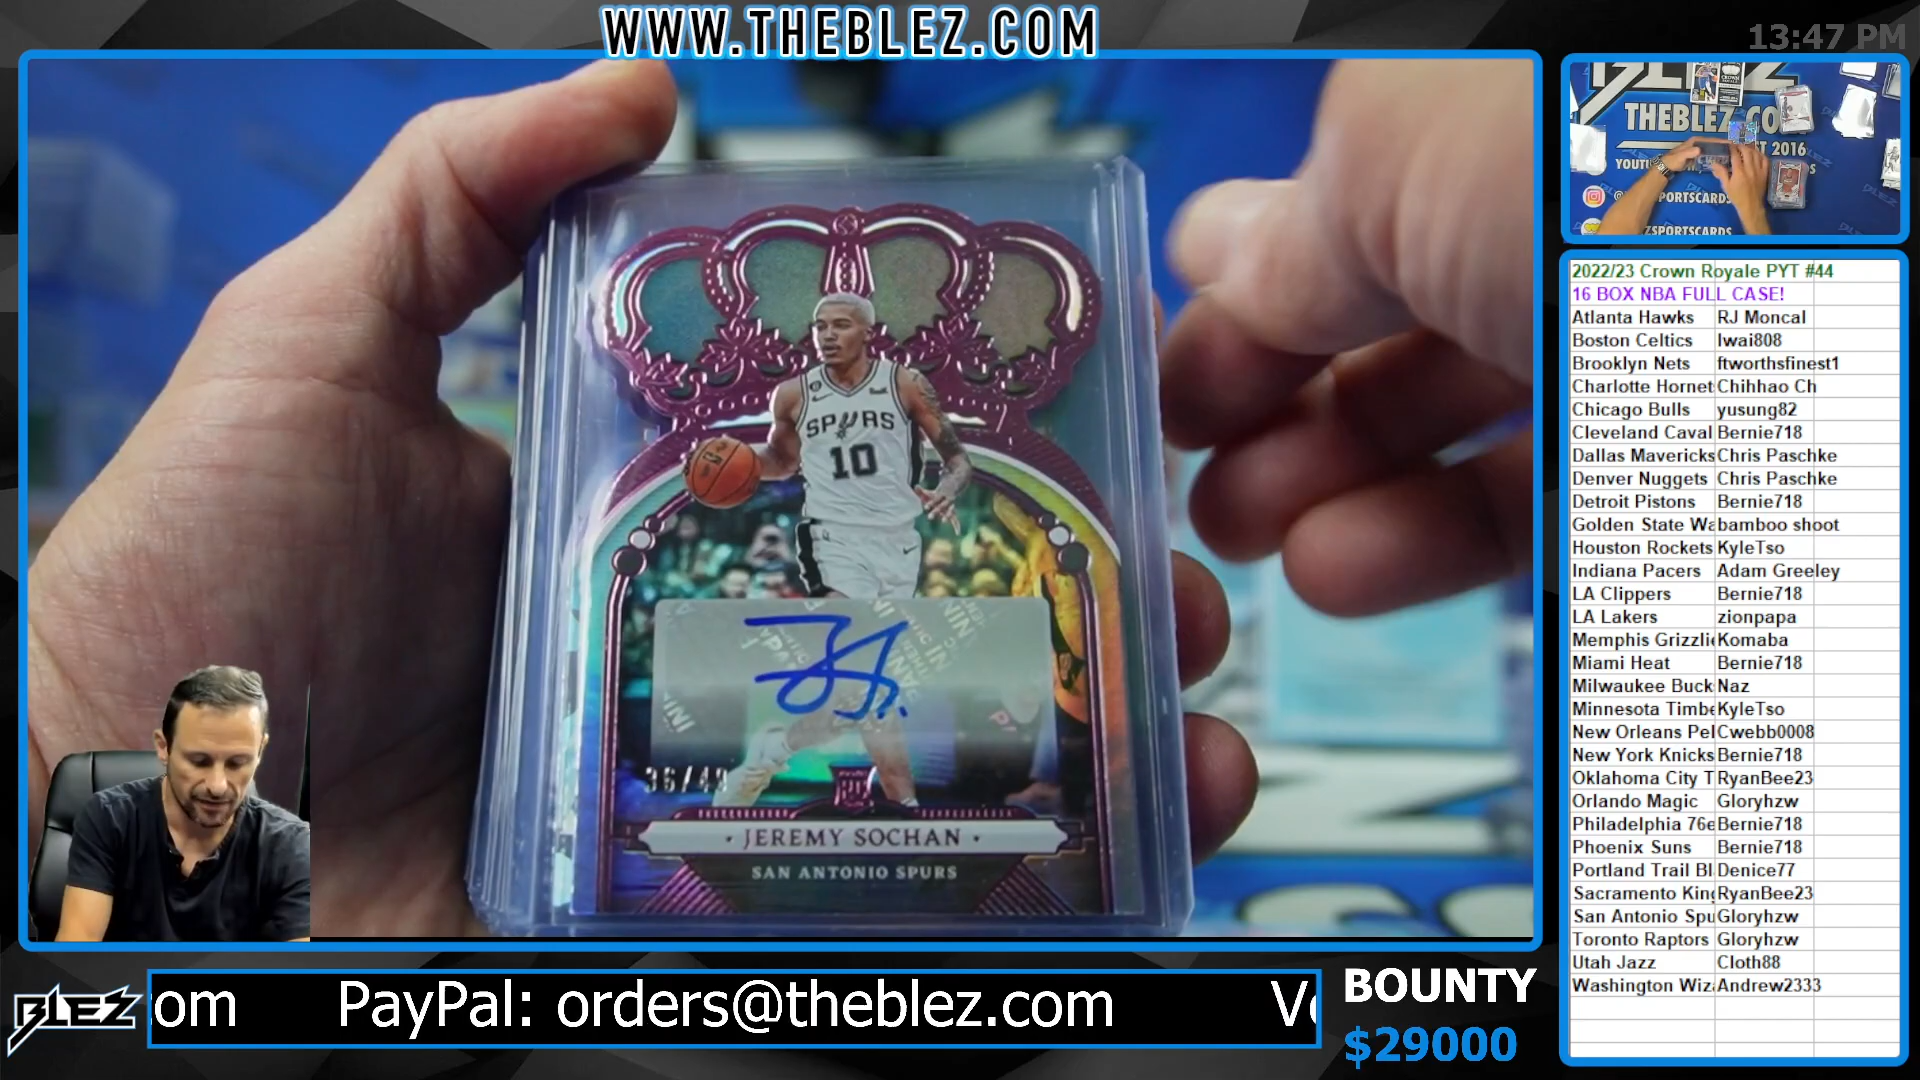 WWW.THEBLEZ.COM
13:47 PM
SPURS
10
36/49
JEREMY SOCHAN
SAN ANTONIO SPURS
THEBLEZ.CO
T 2016
2022/23 Crown Royale PYT #44
16 BOX NBA FULL CASE!
Atlanta Hawks RJ Moncal
Boston Celtics Iwai808
Brooklyn Nets ftworthsfinest1
Charlotte Hornet Chihhao Ch
Chicago Bulls yusung82
Cleveland Caval Bernie718
Dallas Mavericks Chris Paschke
Denver Nuggets Chris Paschke
Detroit Pistons Bernie718
Golden State Wa bamboo shoot
Houston Rockets KyleTso
Indiana Pacers Adam Greeley
LA Clippers Bernie718
LA Lakers zionpapa
Memphis Grizzlie Komaba
Miami Heat Bernie718
Milwaukee Buck Naz
Minnesota Timbe KyleTso
New Orleans Pel Cwebb0008
New York Knicks Bernie718
Oklahoma City T RyanBee23
Orlando Magic Gloryhzw
Philadelphia 76e Bernie718
Phoenix Suns Bernie718
Portland Trail Bl Denice77
Sacramento King RyanBee23
San Antonio Spu Gloryhzw
Toronto Raptors Gloryhzw
Utah Jazz Cloth88
Washington Wiz Andrew2333
BLEZ
om PayPal: orders@theblez.com Ve
BOUNTY
$29000